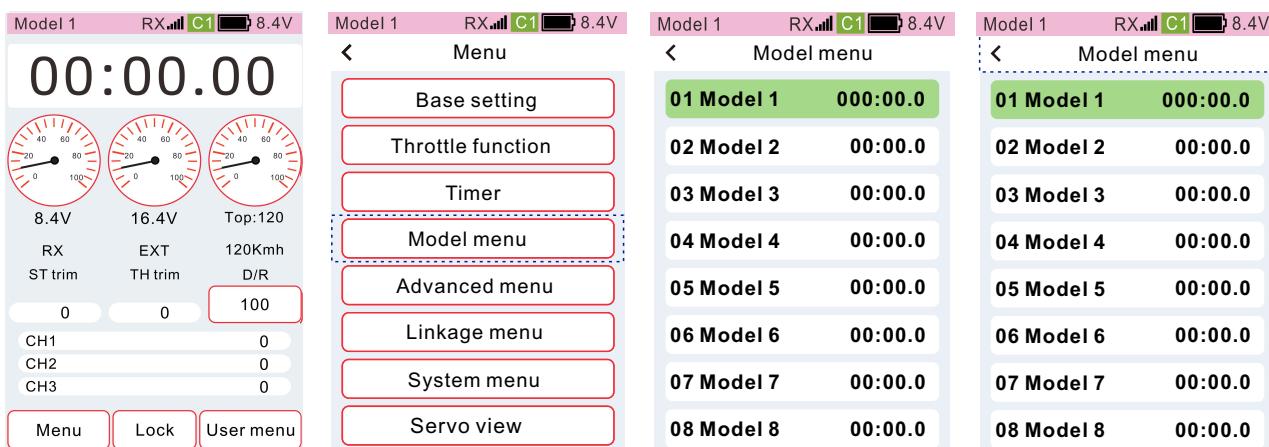 Model 1 RX C1 8.4V
00:00.00
0 20 40 60 80 100
0 20 40 60 80 100
0 20 40 60 80 100
8.4V 16.4V Top:120
RX EXT 120Kmh
ST trim TH trim D/R
0 0 100
CH1 0
CH2 0
CH3 0
Menu Lock User menu
Model 1 RX C1 8.4V
< Menu
Base setting
Throttle function
Timer
Model menu
Advanced menu
Linkage menu
System menu
Servo view
Model 1 RX C1 8.4V
< Model menu
01 Model 1 000:00.0
02 Model 2 00:00.0
03 Model 3 00:00.0
04 Model 4 00:00.0
05 Model 5 00:00.0
06 Model 6 00:00.0
07 Model 7 00:00.0
08 Model 8 00:00.0
Model 1 RX C1 8.4V
< Model menu
01 Model 1 000:00.0
02 Model 2 00:00.0
03 Model 3 00:00.0
04 Model 4 00:00.0
05 Model 5 00:00.0
06 Model 6 00:00.0
07 Model 7 00:00.0
08 Model 8 00:00.0